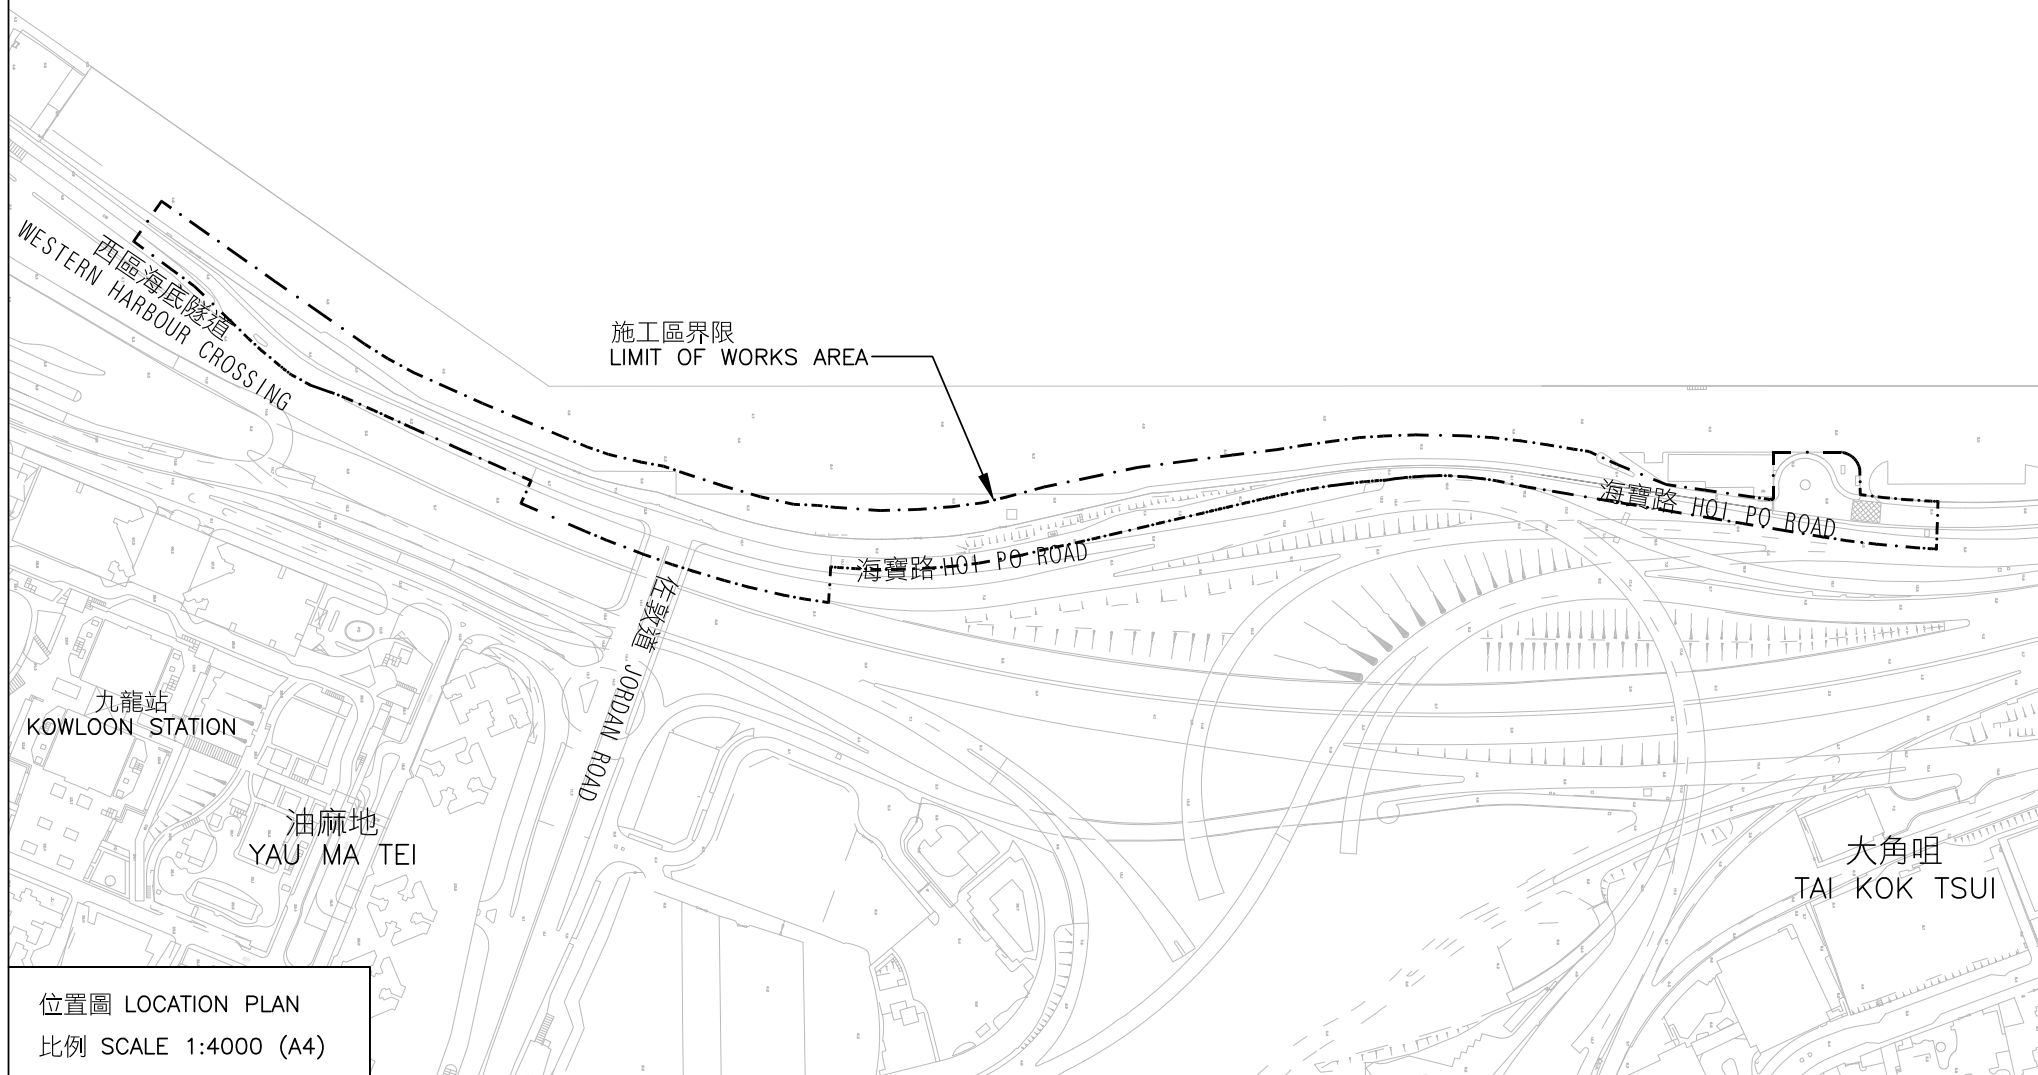 西區海底隧道
WESTERN HARBOUR CROSSING
施工區界限
LIMIT OF WORKS AREA
海寶路 HOI PO ROAD
海寶路 HOI PO ROAD
佐敦道 JORDAN ROAD
九龍站
KOWLOON STATION
油麻地
YAU MA TEI
大角咀
TAI KOK TSUI
位置圖 LOCATION PLAN
比例 SCALE 1:4000 (A4)